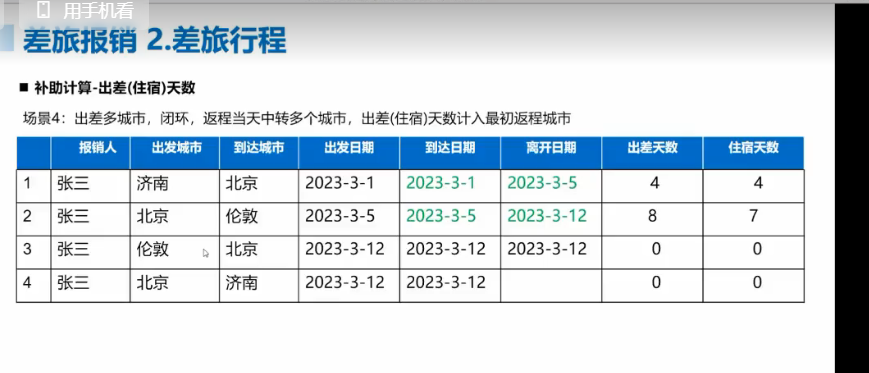 用手机看
差旅报销 2.差旅行程
■ 补助计算-出差(住宿)天数
场景4：出差多城市，闭环，返程当天中转多个城市，出差(住宿)天数计入最初返程城市
报销人 出发城市 到达城市 出发日期 到达日期 离开日期 出差天数 住宿天数
1 张三 济南 北京 2023-3-1 2023-3-1 2023-3-5 4 4
2 张三 北京 伦敦 2023-3-5 2023-3-5 2023-3-12 8 7
3 张三 伦敦 北京 2023-3-12 2023-3-12 2023-3-12 0 0
4 张三 北京 济南 2023-3-12 2023-3-12 0 0